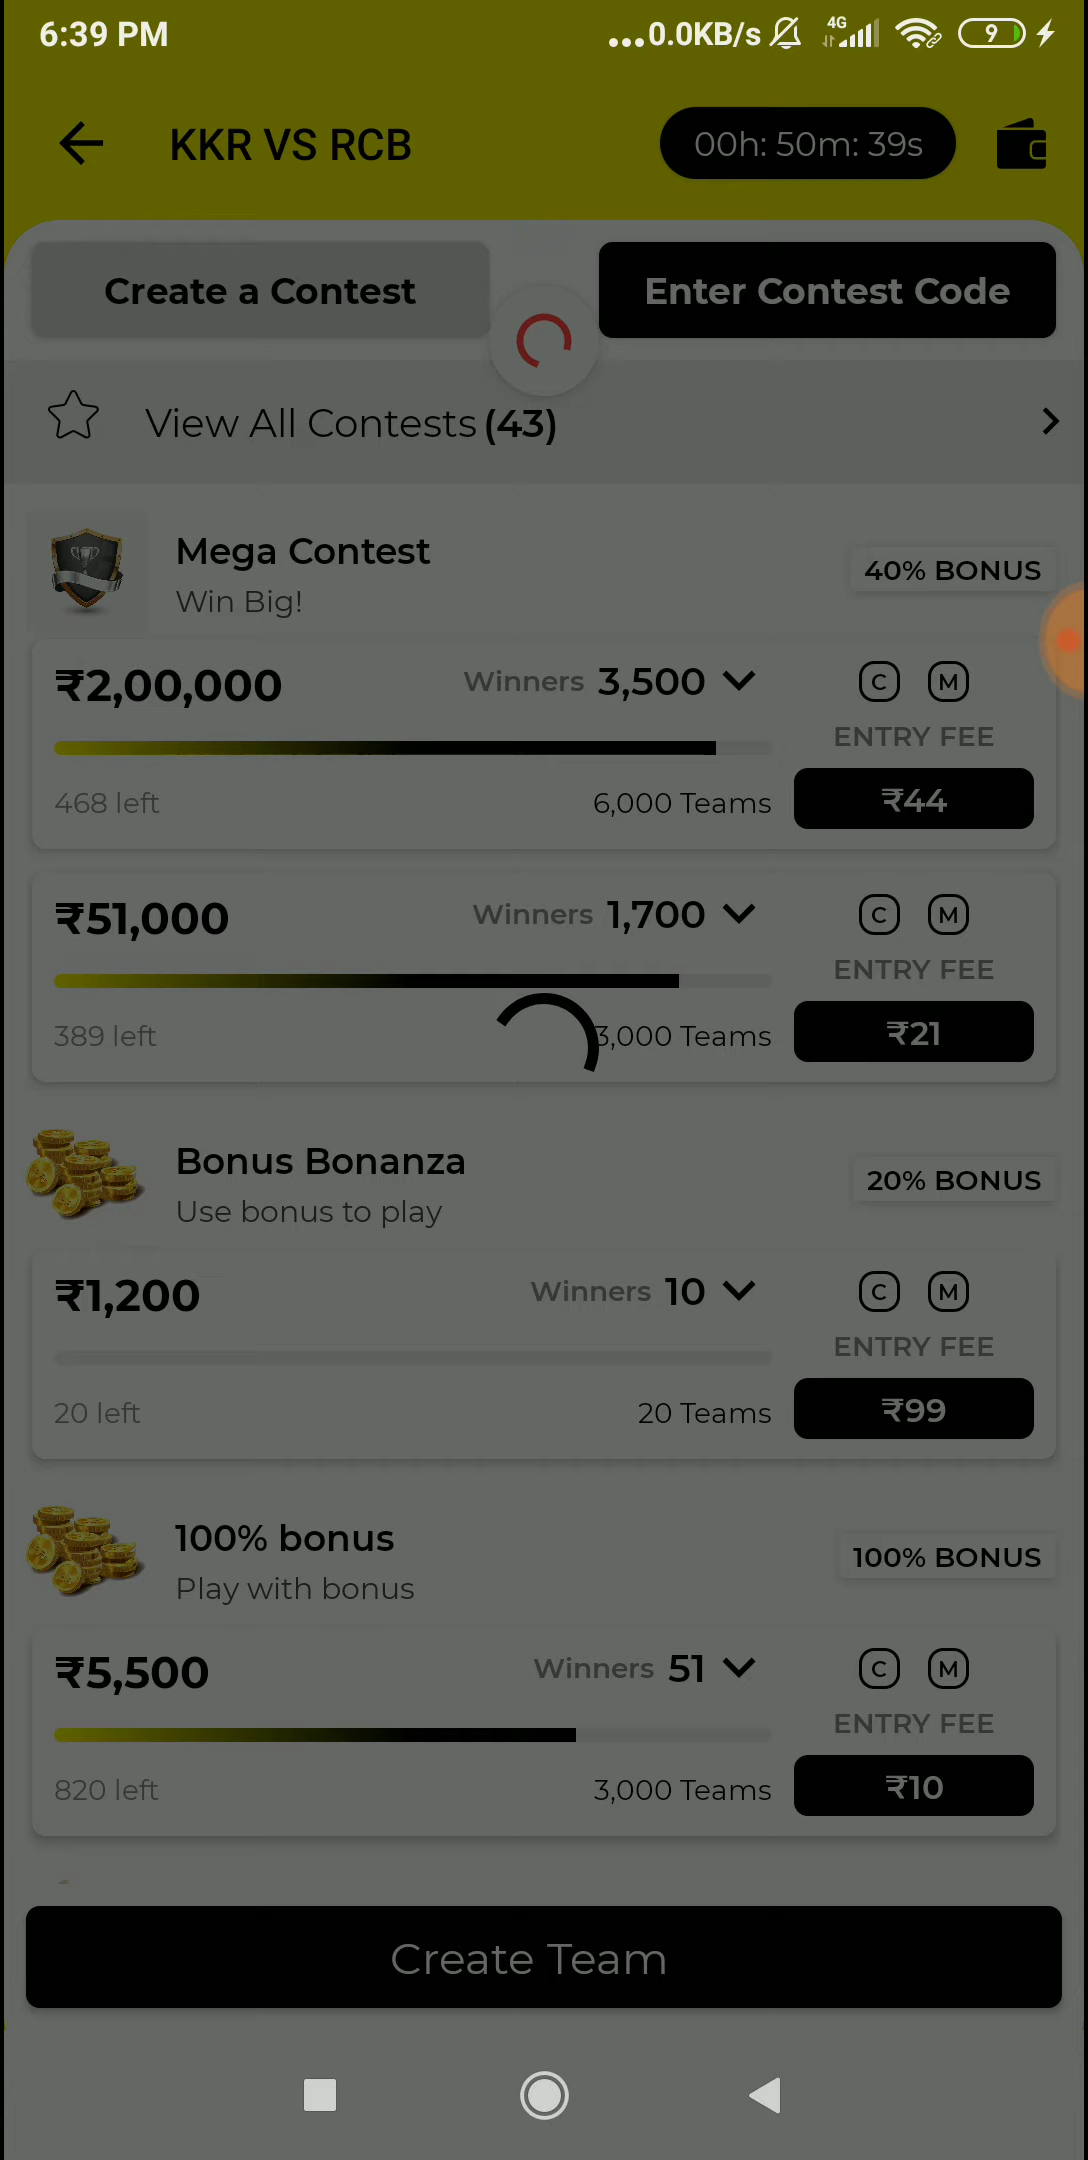 6:39 PM ...0.0KB/s 4G 9
KKR VS RCB 00h: 50m: 39s
Create a Contest Enter Contest Code
View All Contests (43)
Mega Contest
Win Big!
40% BONUS
₹2,00,000 Winners 3,500 C M
ENTRY FEE
468 left 6,000 Teams ₹44
₹51,000 Winners 1,700 C M
ENTRY FEE
389 left 3,000 Teams ₹21
Bonus Bonanza
Use bonus to play
20% BONUS
₹1,200 Winners 10 C M
ENTRY FEE
20 left 20 Teams ₹99
100% bonus
Play with bonus
100% BONUS
₹5,500 Winners 51 C M
ENTRY FEE
820 left 3,000 Teams ₹10
Create Team